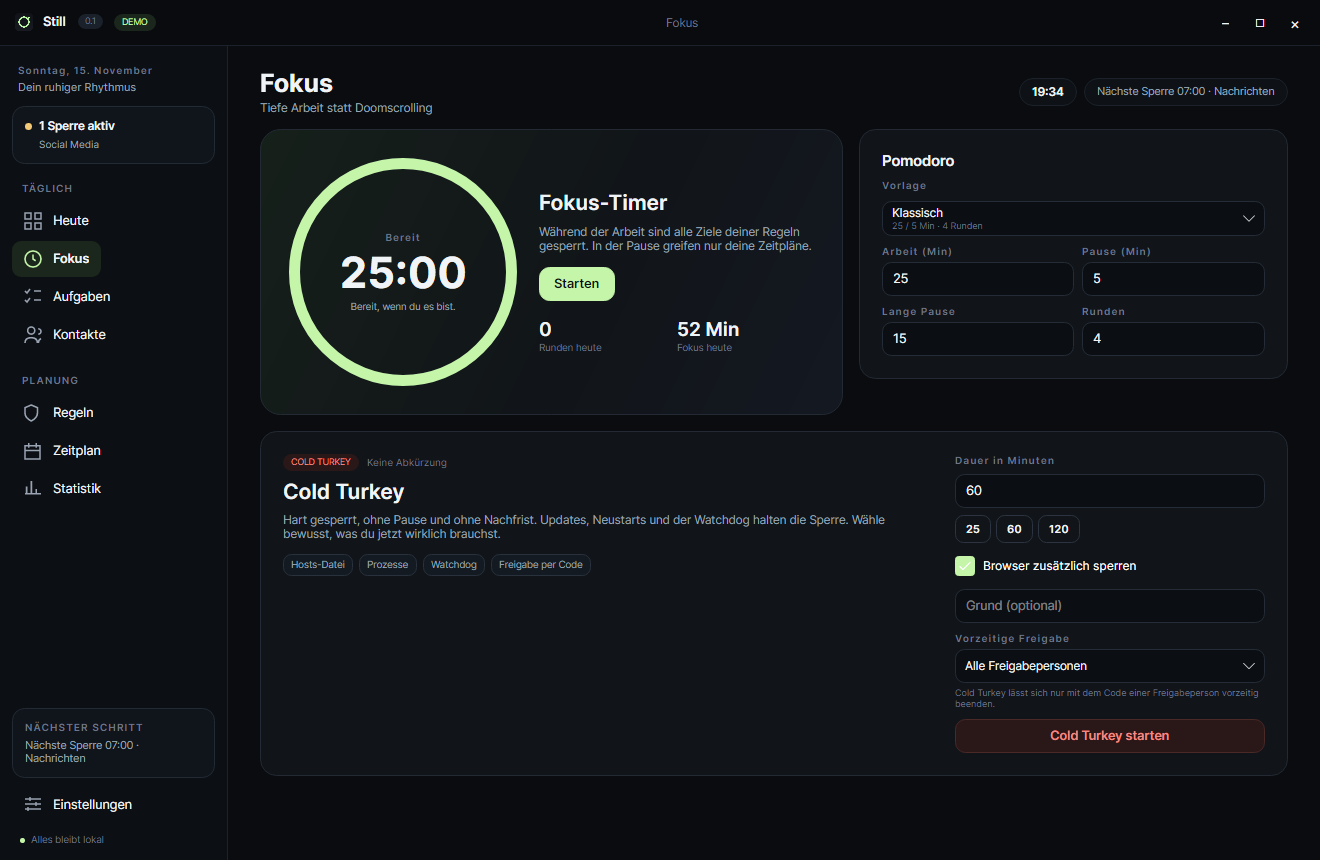 Still 0.1 DEMO
Fokus
Sonntag, 15. November
Dein ruhiger Rhythmus
1 Sperre aktiv
Social Media
TÄGLICH
Heute
Fokus
Aufgaben
Kontakte
PLANUNG
Regeln
Zeitplan
Statistik
NÄCHSTER SCHRITT
Nächste Sperre 07:00 ·
Nachrichten
Einstellungen
Alles bleibt lokal
Fokus
Tiefe Arbeit statt Doomscrolling
19:34
Nächste Sperre 07:00 · Nachrichten
Bereit
25:00
Bereit, wenn du es bist.
Fokus-Timer
Während der Arbeit sind alle Ziele deiner Regeln
gesperrt. In der Pause greifen nur deine Zeitpläne.
Starten
0
Runden heute
52 Min
Fokus heute
Pomodoro
Vorlage
Klassisch
25 / 5 Min · 4 Runden
Arbeit (Min)
25
Pause (Min)
5
Lange Pause
15
Runden
4
COLD TURKEY Keine Abkürzung
Cold Turkey
Hart gesperrt, ohne Pause und ohne Nachfrist. Updates, Neustarts und der Watchdog halten die Sperre. Wähle
bewusst, was du jetzt wirklich brauchst.
Hosts-Datei Prozesse Watchdog Freigabe per Code
Dauer in Minuten
60
25 60 120
Browser zusätzlich sperren
Grund (optional)
Vorzeitige Freigabe
Alle Freigabepersonen
Cold Turkey lässt sich nur mit dem Code einer Freigabeperson vorzeitig
beenden.
Cold Turkey starten